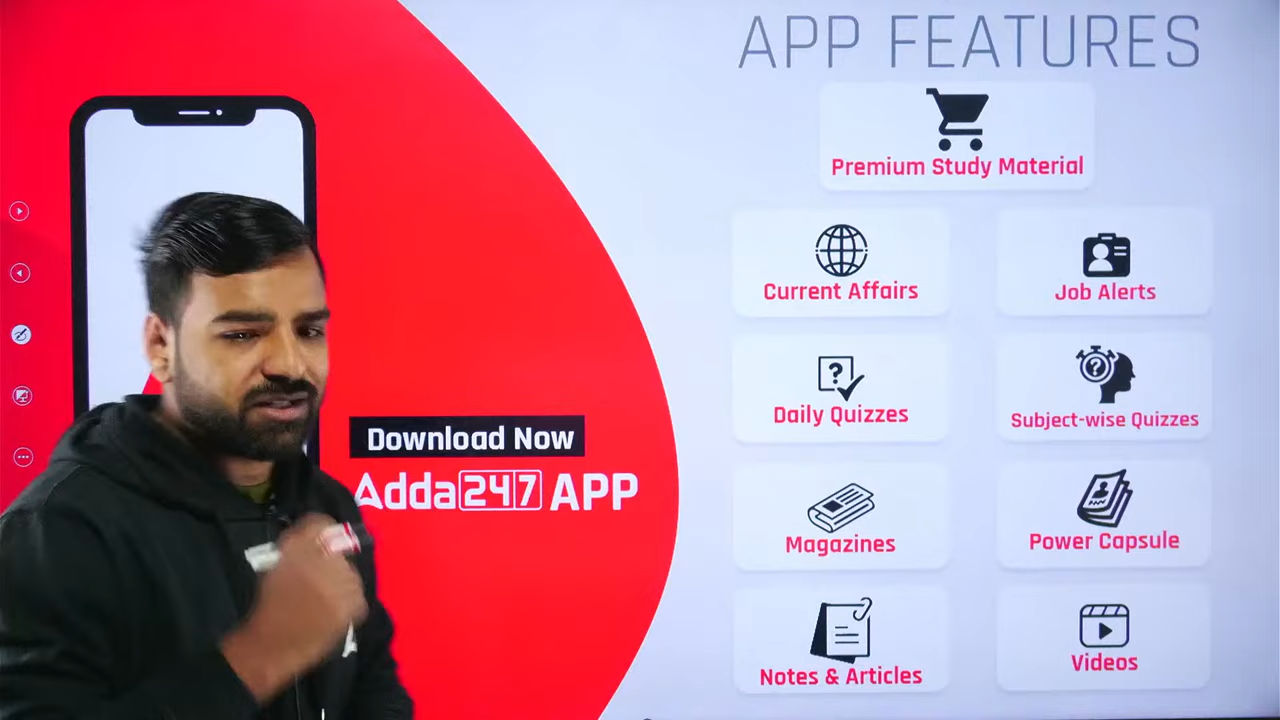 APP FEATURES
Premium Study Material
Current Affairs
Job Alerts
Daily Quizzes
Subject-wise Quizzes
Magazines
Power Capsule
Notes & Articles
Videos
Download Now
Adda247 APP